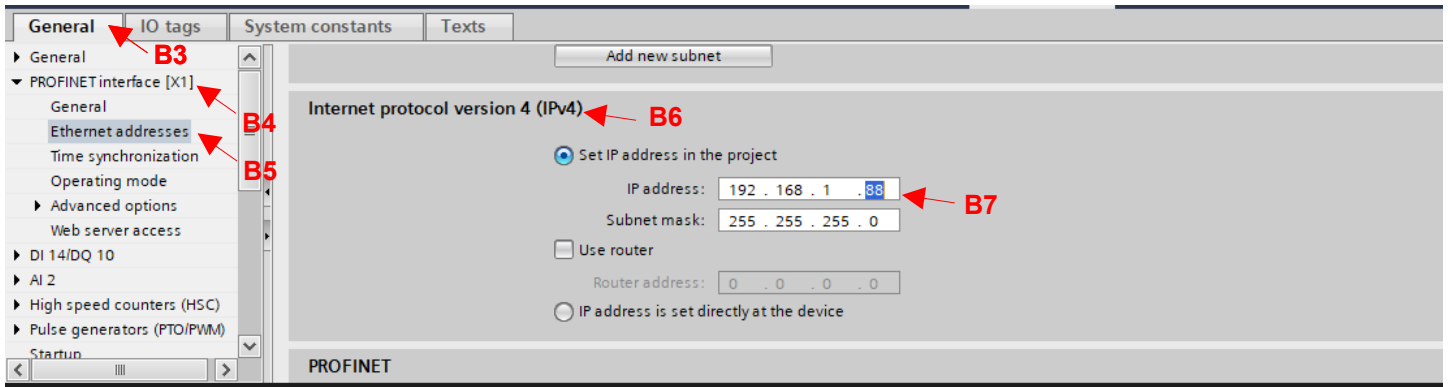 General IO tags System constants Texts
B3
General
PROFINET interface [X1]
B4
General
Ethernet addresses
B5
Time synchronization
Operating mode
Advanced options
Web server access
DI 14/DQ 10
AI 2
High speed counters (HSC)
Pulse generators (PTO/PWM)
Startup
Add new subnet
Internet protocol version 4 (IPv4)
B6
Set IP address in the project
IP address: 192 . 168 . 1 . 88
B7
Subnet mask: 255 . 255 . 255 . 0
Use router
Router address: 0 . 0 . 0 . 0
IP address is set directly at the device
PROFINET